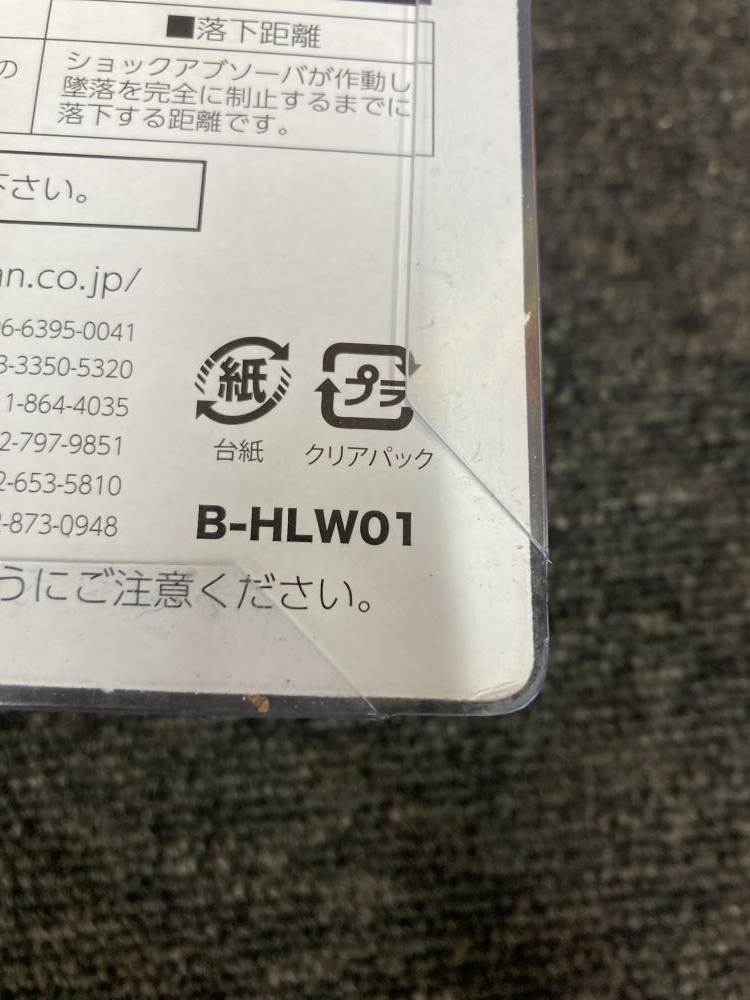 ■落下距離
の
ショックアブソーバが作動し
墜落を完全に制止するまでに
落下する距離です。
下さい。
an.co.jp/
06-6395-0041
3-3350-5320
1-864-4035
2-797-9851
2-653-5810
2-873-0948
紙
プラ
台紙
クリアパック
B-HLW01
うにご注意ください。